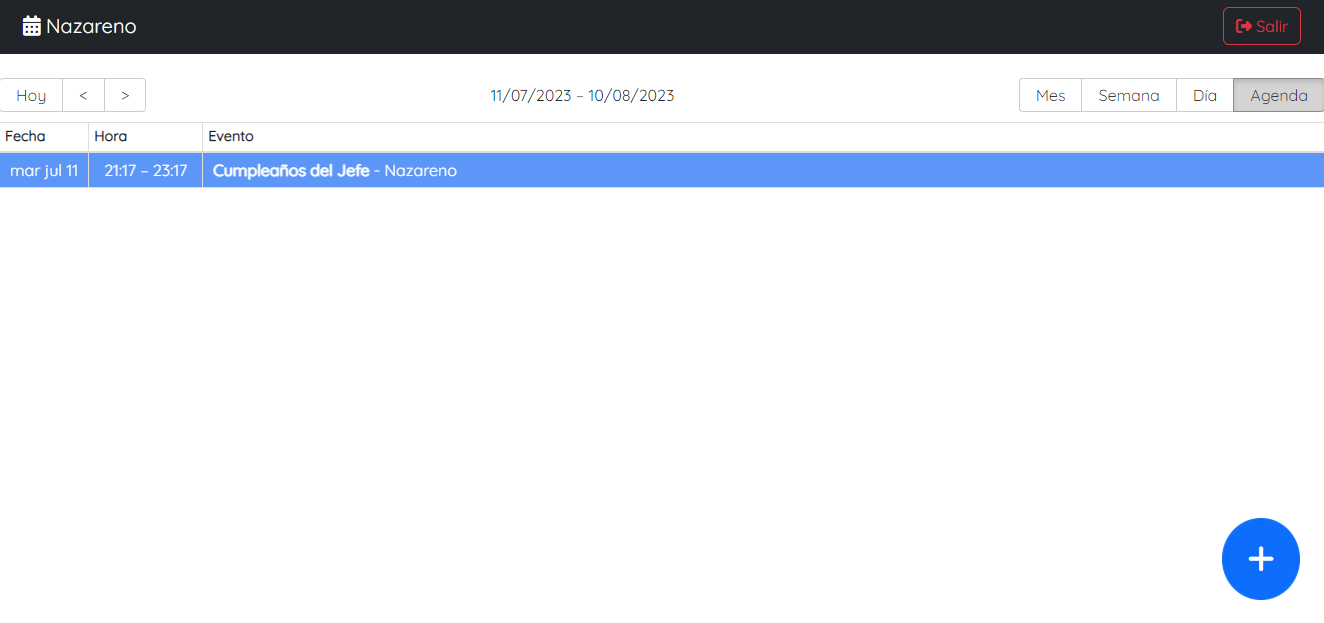 Nazareno
Salir
Hoy < > 11/07/2023 – 10/08/2023 Mes Semana Día Agenda
Fecha Hora Evento
mar jul 11 21:17 – 23:17 Cumpleaños del Jefe - Nazareno
+